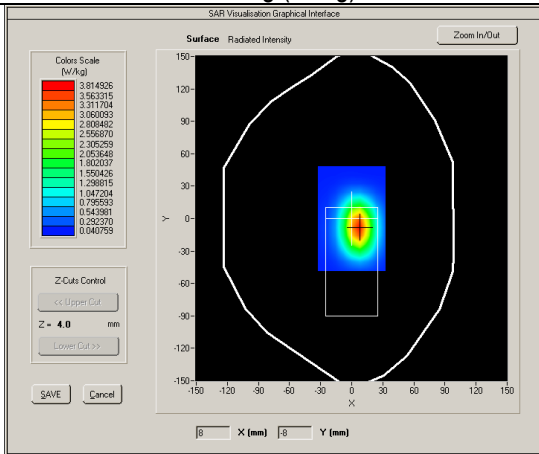 SAR Visualisation Graphical Interface
Surface Radiated Intensity
Zoom In/Out
Colors Scale
(W/kg)
3.814926
3.563315
3.311704
3.060093
2.808482
2.556870
2.305259
2.053648
1.802037
1.550426
1.298815
1.047204
0.795593
0.543981
0.292370
0.040759
Z-Cuts Control
<< Upper Cut
Z = 4.0 mm
Lower Cut >>
SAVE
Cancel
150-
120-
90-
60-
30-
0-
-30-
-60-
-90-
-120-
-150-
Y
-150 -120 -90 -60 -30 0 30 60 90 120 150
X
8 X (mm) -8 Y (mm)